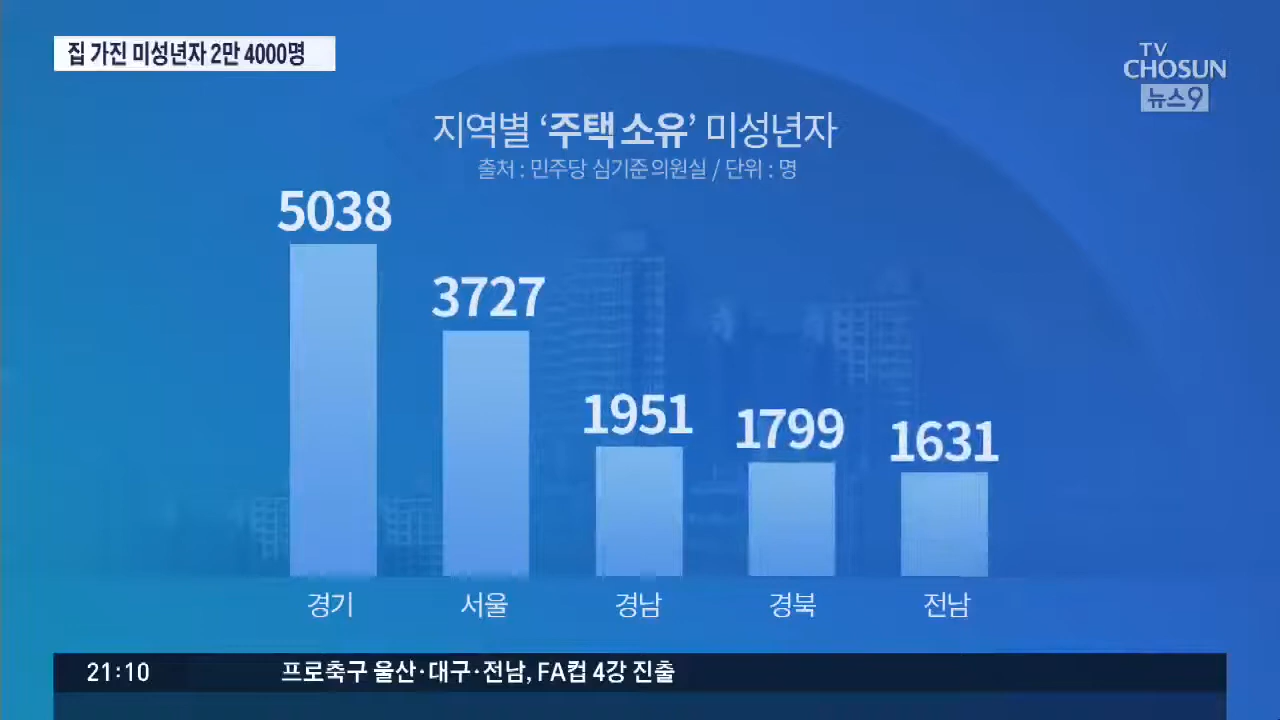 집 가진 미성년자 2만 4000명
TV
CHOSUN
뉴스9
지역별 ‘주택 소유’ 미성년자
출처 : 민주당 심기준 의원실 / 단위 : 명
5038
3727
1951
1799
1631
경기 서울 경남 경북 전남
21:10 프로축구 울산·대구·전남, FA컵 4강 진출